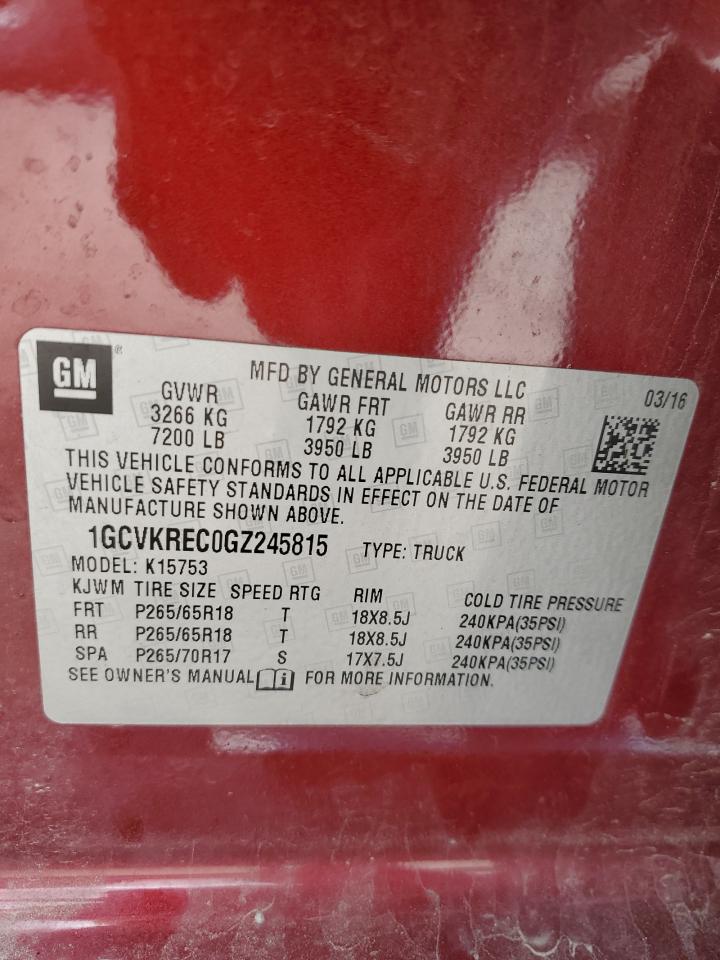 GM
MFD BY GENERAL MOTORS LLC
03/16
GVWR GAWR FRT GAWR RR
3266 KG 1792 KG 1792 KG
7200 LB 3950 LB 3950 LB
THIS VEHICLE CONFORMS TO ALL APPLICABLE U.S. FEDERAL MOTOR
VEHICLE SAFETY STANDARDS IN EFFECT ON THE DATE OF
MANUFACTURE SHOWN ABOVE.
1GCVKREC0GZ245815 TYPE: TRUCK
MODEL: K15753
KJWM TIRE SIZE SPEED RTG RIM COLD TIRE PRESSURE
FRT P265/65R18 T 18X8.5J 240KPA(35PSI)
RR P265/65R18 T 18X8.5J 240KPA(35PSI)
SPA P265/70R17 S 17X7.5J 240KPA(35PSI)
SEE OWNER'S MANUAL i FOR MORE INFORMATION.